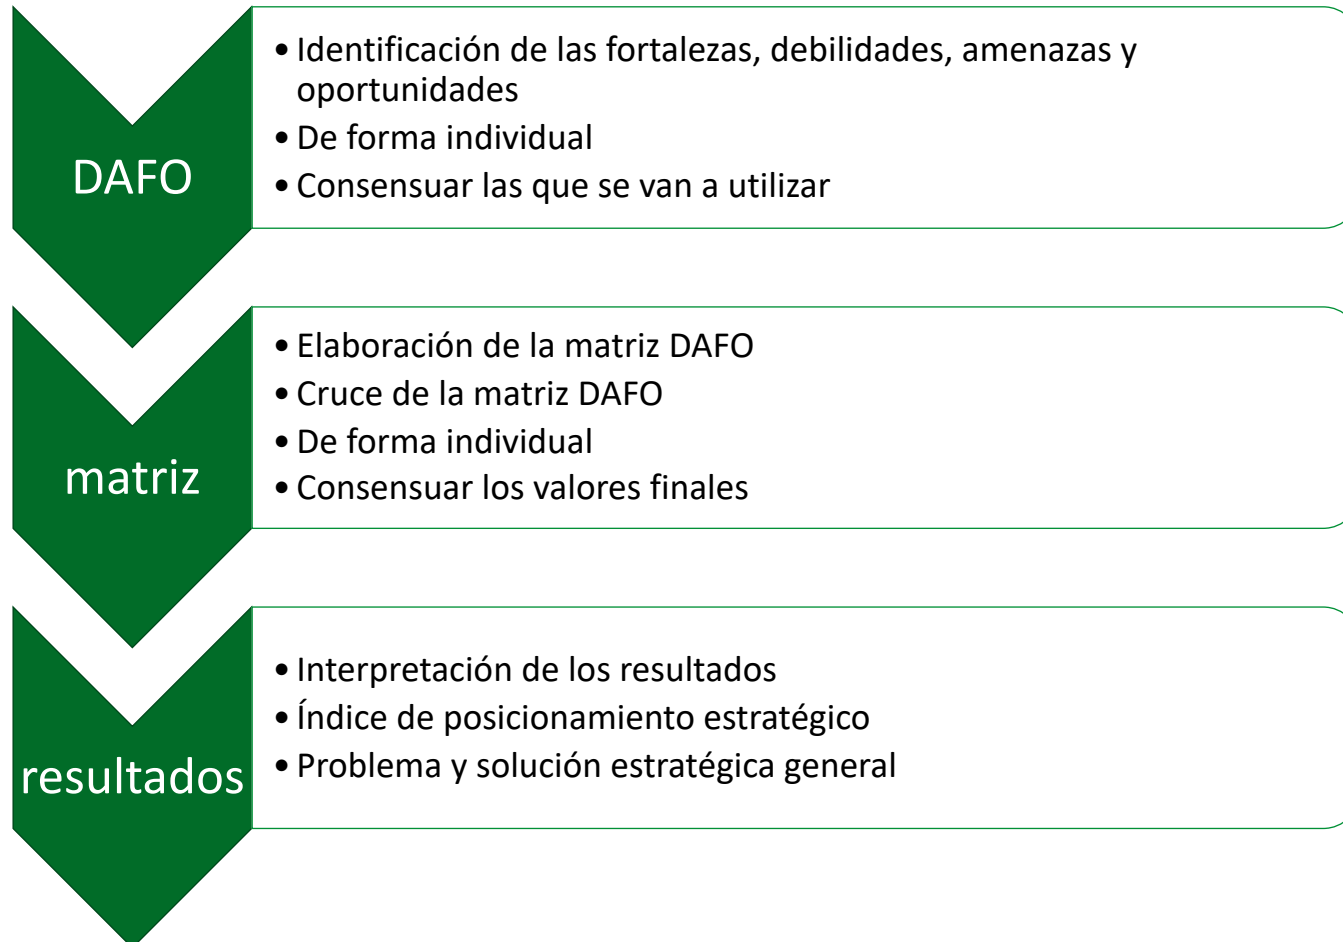 DAFO
• Identificación de las fortalezas, debilidades, amenazas y
oportunidades
• De forma individual
• Consensuar las que se van a utilizar
matriz
• Elaboración de la matriz DAFO
• Cruce de la matriz DAFO
• De forma individual
• Consensuar los valores finales
resultados
• Interpretación de los resultados
• Índice de posicionamiento estratégico
• Problema y solución estratégica general